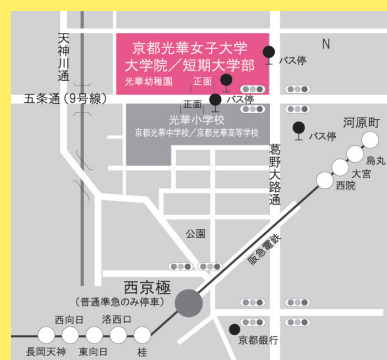 天神川通
京都光華女子大学
大学院／短期大学部
光華幼稚園 正面
バス停
N
五条通(9号線)
正面
バス停
光華小学校
京都光華中学校／京都光華高等学校
バス停
葛野大路通
河原町
烏丸
大宮
西院
公園
阪急電鉄
西京極
(普通準急のみ停車)
西向日
洛西口
長岡天神
東向日
桂
京都銀行